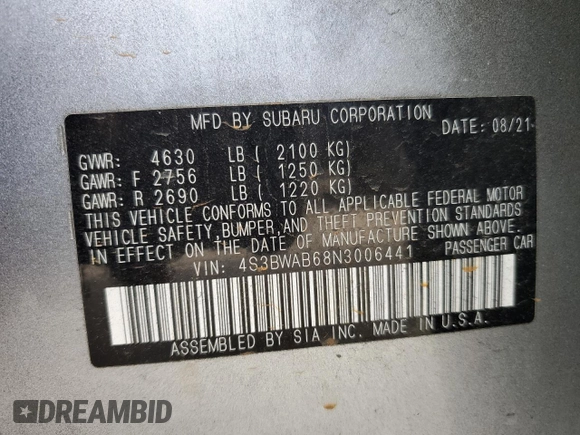 MFD BY SUBARU CORPORATION
DATE: 08/21
GVWR: 4630 LB ( 2100 KG)
GAWR: F 2756 LB ( 1250 KG)
GAWR: R 2690 LB ( 1220 KG)
THIS VEHICLE CONFORMS TO ALL APPLICABLE FEDERAL MOTOR
VEHICLE SAFETY, BUMPER, AND THEFT PREVENTION STANDARDS
IN EFFECT ON THE DATE OF MANUFACTURE SHOWN ABOVE.
VIN: 4S3BWAB68N3006441 PASSENGER CAR
ASSEMBLED BY SIA INC. MADE IN U.S.A.
DREAMBID